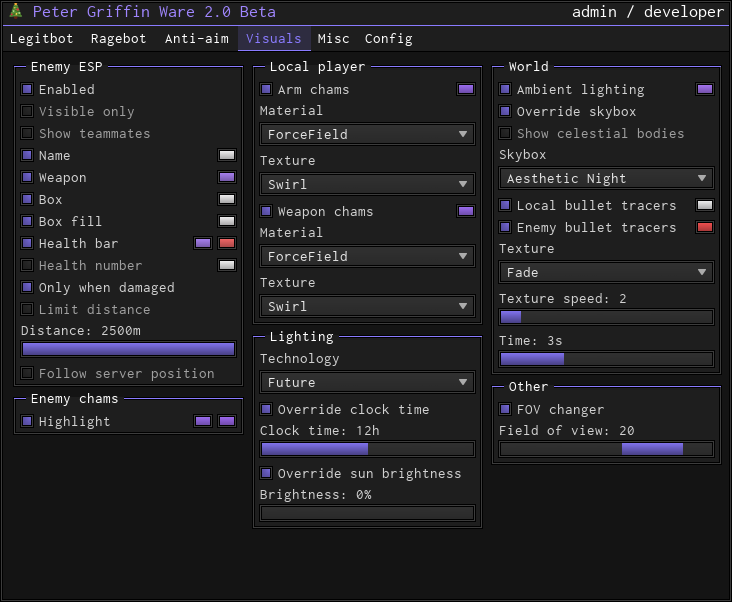 Peter Griffin Ware 2.0 Beta
admin / developer
Legitbot Ragebot Anti-aim Visuals Misc Config
Enemy ESP
Enabled
Visible only
Show teammates
Name
Weapon
Box
Box fill
Health bar
Health number
Only when damaged
Limit distance
Distance: 2500m
Follow server position
Enemy chams
Highlight
Local player
Arm chams
Material
ForceField
Texture
Swirl
Weapon chams
Material
ForceField
Texture
Swirl
Lighting
Technology
Future
Override clock time
Clock time: 12h
Override sun brightness
Brightness: 0%
World
Ambient lighting
Override skybox
Show celestial bodies
Skybox
Aesthetic Night
Local bullet tracers
Enemy bullet tracers
Texture
Fade
Texture speed: 2
Time: 3s
Other
FOV changer
Field of view: 20